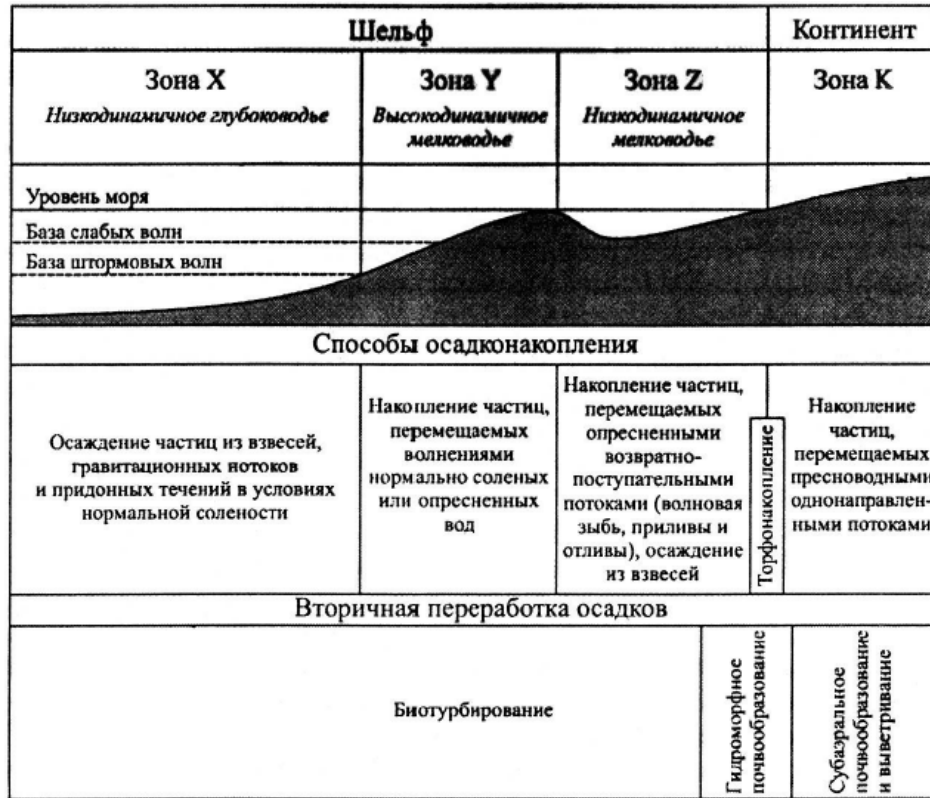 Шельф
Континент
Зона X
Зона Y
Зона Z
Зона К
Низкодинамичное глубоководье
Высокодинамичное
мелководье
Низкодинамичное
мелководье
Уровень моря
База слабых волн
База штормовых волн
Способы осадконакопления
Осаждение частиц из взвесей,
гравитационных потоков
и придонных течений в условиях
нормальной солености
Накопление частиц,
перемещаемых
волнениями
нормально соленых
или опресненных
вод
Накопление частиц,
перемещаемых
опресненными
возвратно-
поступательными
потоками (волновая
зыбь, приливы и
отливы), осаждение
из взвесей
Торфонакопление
Накопление
частиц,
перемещаемых
пресноводными
однонаправлен-
ными потоками
Вторичная переработка осадков
Биотурбирование
Гидроморфное
почвообразование
Субаэральное
почвообразование
и выветривание